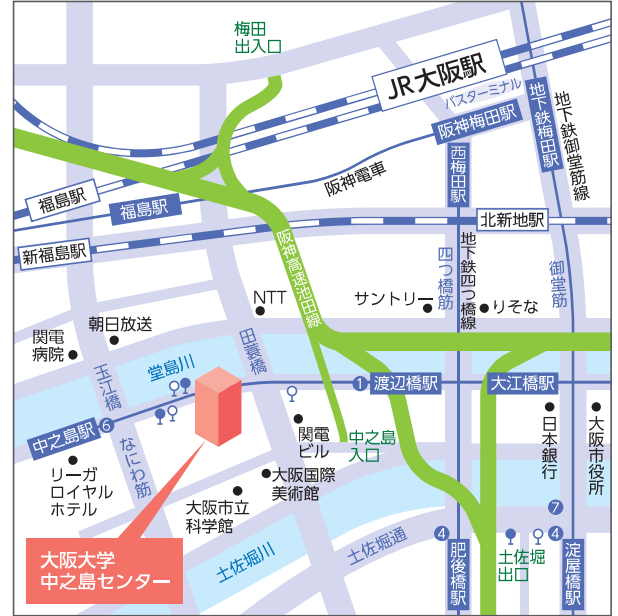 梅田
出入口
JR大阪駅
バスターミナル
阪神梅田駅
地下鉄梅田駅
地下鉄御堂筋線
西梅田駅
阪神電車
福島駅
福島駅
新福島駅
北新地駅
阪神高速池田線
四つ橋筋
地下鉄四つ橋線
御堂筋
NTT
サントリー
りそな
朝日放送
関電
病院
田蓑橋
堂島川
玉江橋
1
渡辺橋駅
大江橋駅
中之島駅
6
なにわ筋
関電
ビル
中之島
入口
日本銀行
大阪市役所
リーガ
ロイヤル
ホテル
大阪国際
美術館
大阪市立
科学館
7
4
4
土佐堀川
土佐堀通
肥後橋駅
土佐堀
出口
淀屋橋駅
大阪大学
中之島センター